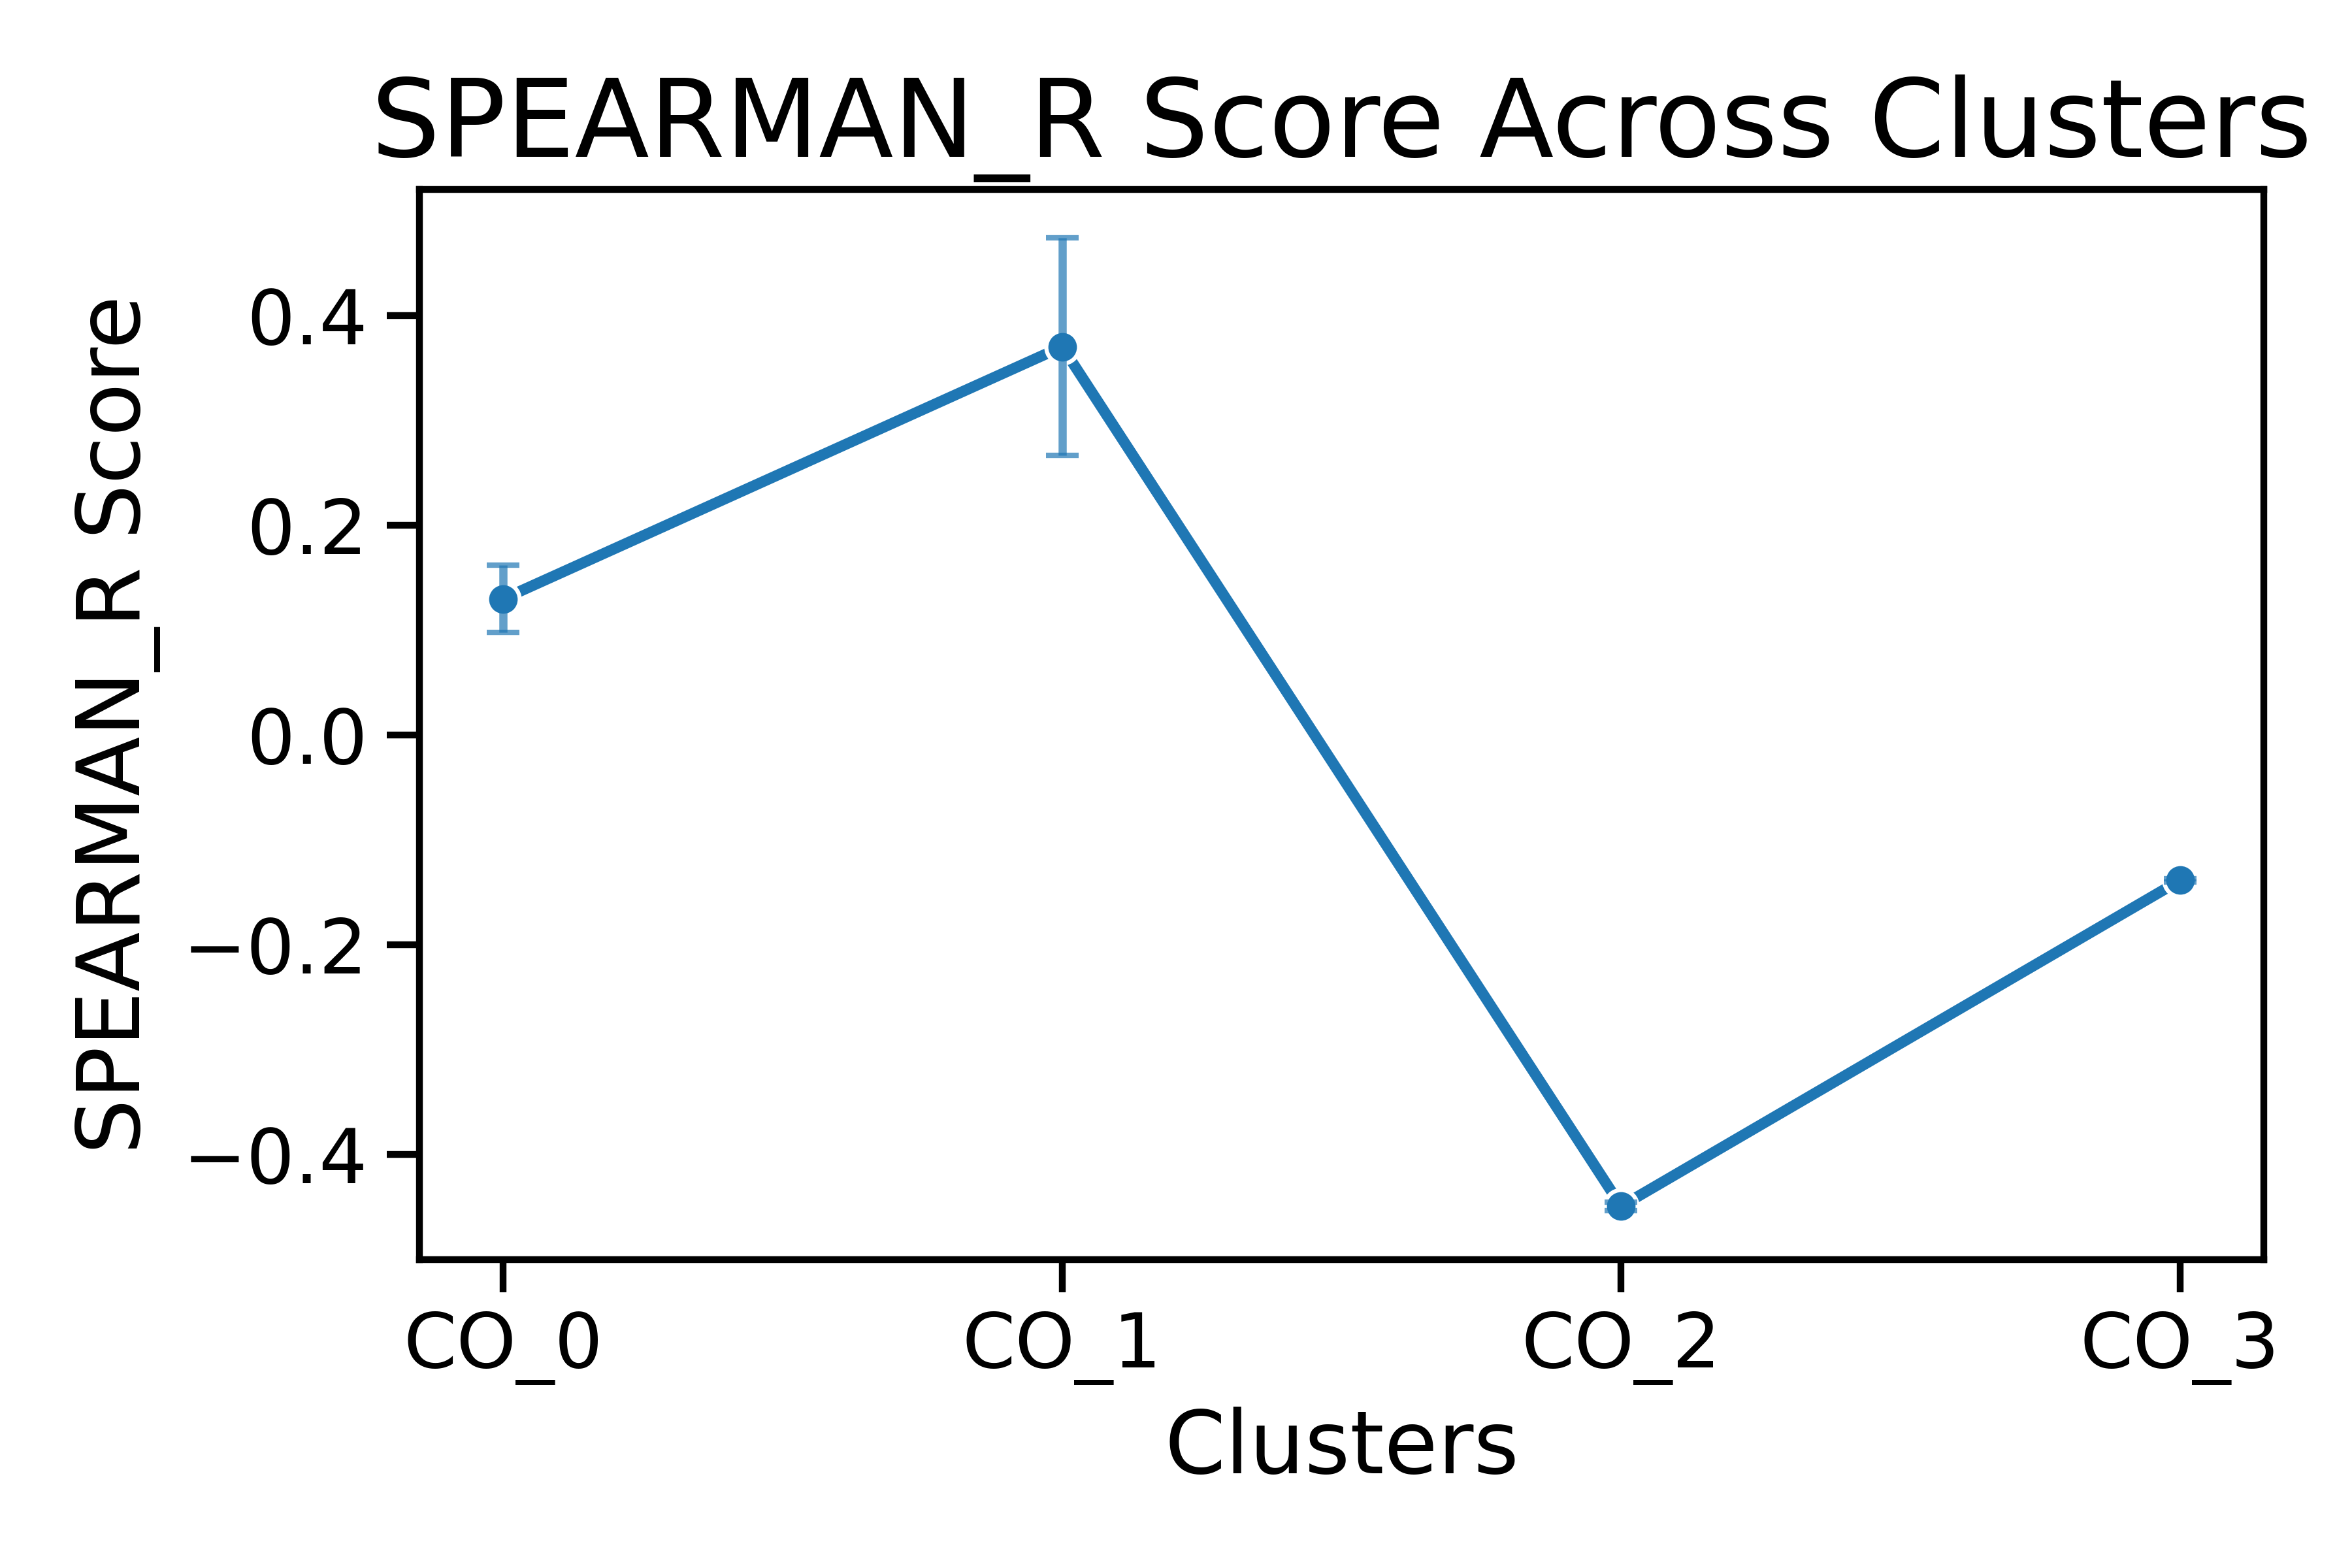 SPEARMAN_R Score Across Clusters
SPEARMAN_R Score
0.4
0.2
0.0
−0.2
−0.4
CO_0 CO_1 CO_2 CO_3
Clusters